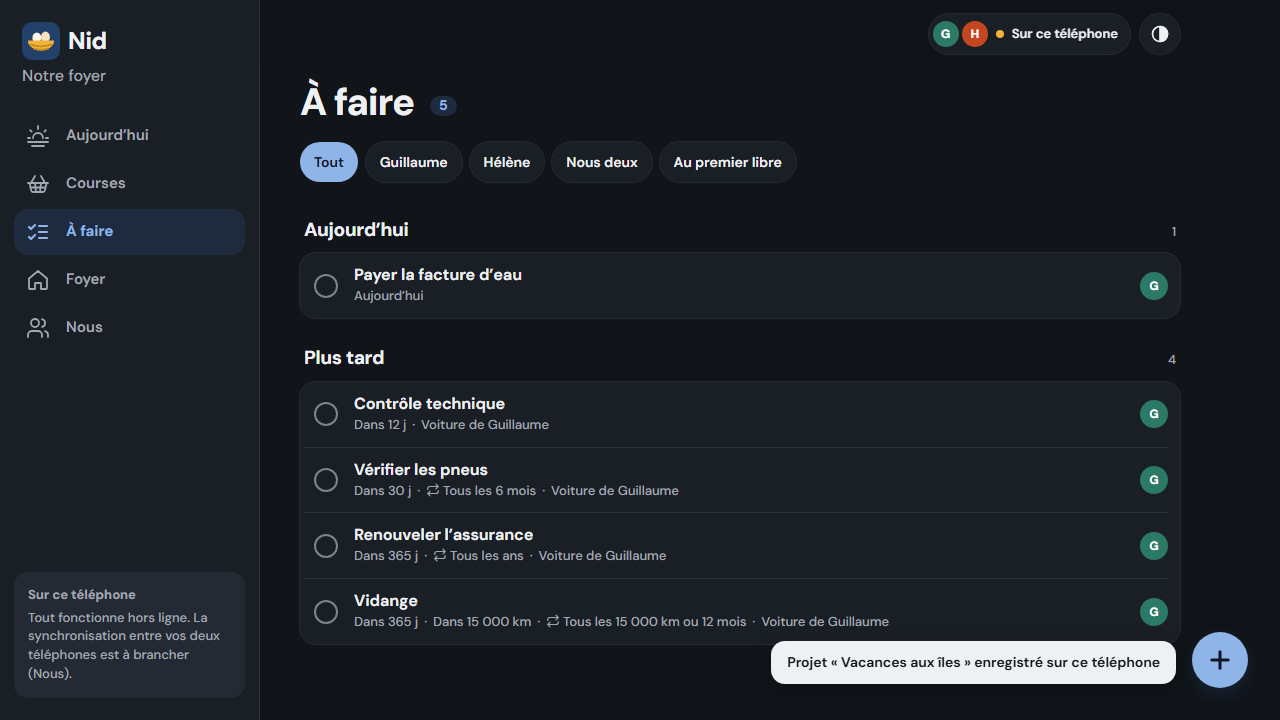 Nid
Notre foyer
Aujourd’hui
Courses
À faire
Foyer
Nous
Sur ce téléphone
Tout fonctionne hors ligne. La
synchronisation entre vos deux
téléphones est à brancher
(Nous).
G H Sur ce téléphone
À faire 5
Tout Guillaume Hélène Nous deux Au premier libre
Aujourd’hui 1
Payer la facture d’eau
Aujourd’hui
G
Plus tard 4
Contrôle technique
Dans 12 j · Voiture de Guillaume
G
Vérifier les pneus
Dans 30 j · Tous les 6 mois · Voiture de Guillaume
G
Renouveler l’assurance
Dans 365 j · Tous les ans · Voiture de Guillaume
G
Vidange
Dans 365 j · Dans 15 000 km · Tous les 15 000 km ou 12 mois · Voiture de Guillaume
G
Projet « Vacances aux îles » enregistré sur ce téléphone